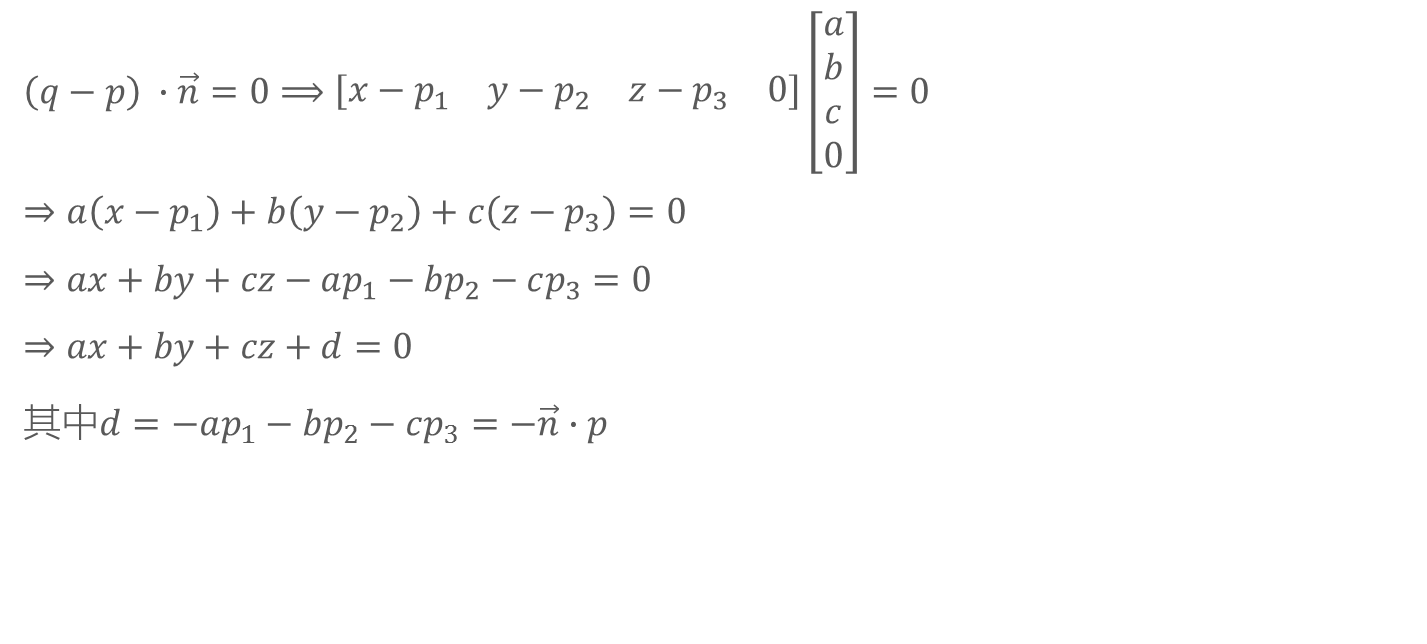 (q − p) · n⃗ = 0 ⟹ [x − p₁ y − p₂ z − p₃ 0] [a b c 0] = 0
⇒ a(x − p₁) + b(y − p₂) + c(z − p₃) = 0
⇒ ax + by + cz − ap₁ − bp₂ − cp₃ = 0
⇒ ax + by + cz + d = 0
其中d = −ap₁ − bp₂ − cp₃ = −n⃗ · p